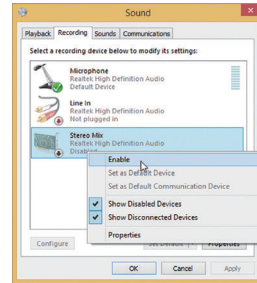 Sound
Playback Recording Sounds Communications
Select a recording device below to modify its settings:
Microphone
Realtek High Definition Audio
Default Device
Line In
Realtek High Definition Audio
Not plugged in
Stereo Mix
Realtek High Definition Audio
Disabled
Enable
Set as Default Device
Set as Default Communication Device
Show Disabled Devices
Show Disconnected Devices
Properties
Configure Set Default Properties
OK Cancel Apply